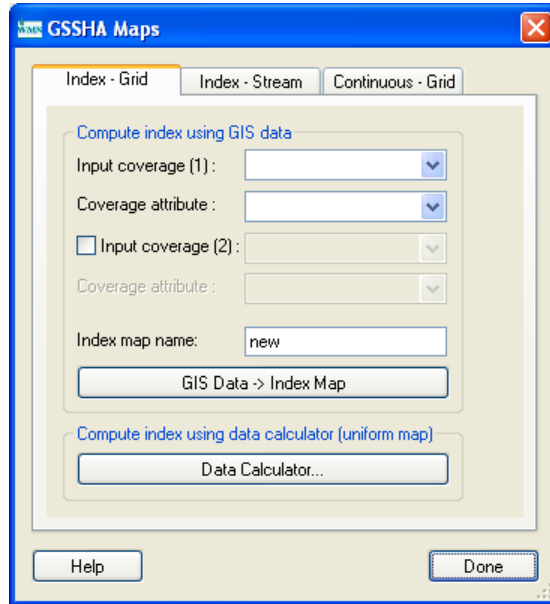 WMS GSSHA Maps
Index - Grid
Index - Stream
Continuous - Grid
Compute index using GIS data
Input coverage (1) :
Coverage attribute :
Input coverage (2) :
Coverage attribute :
Index map name: new
GIS Data -> Index Map
Compute index using data calculator (uniform map)
Data Calculator...
Help
Done